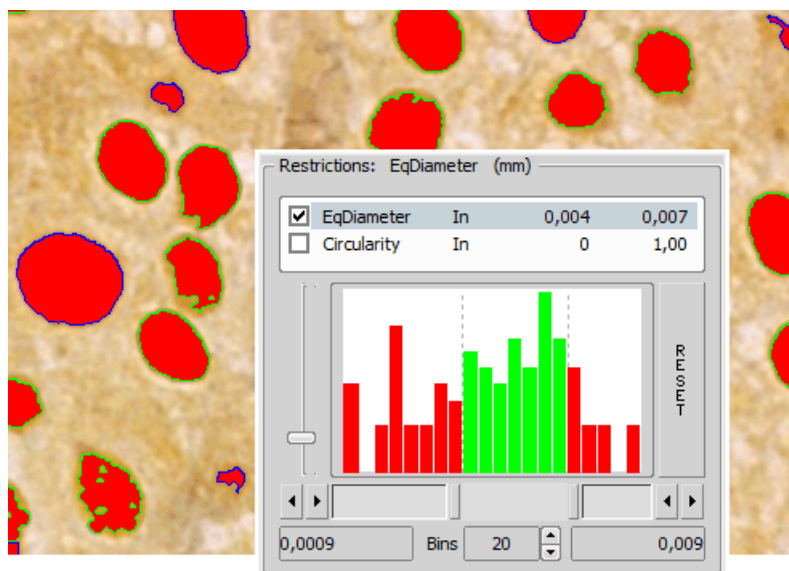 Restrictions: EqDiameter (mm)
EqDiameter In 0,004 0,007
Circularity In 0 1,00
RESET
0,0009 Bins 20 0,009